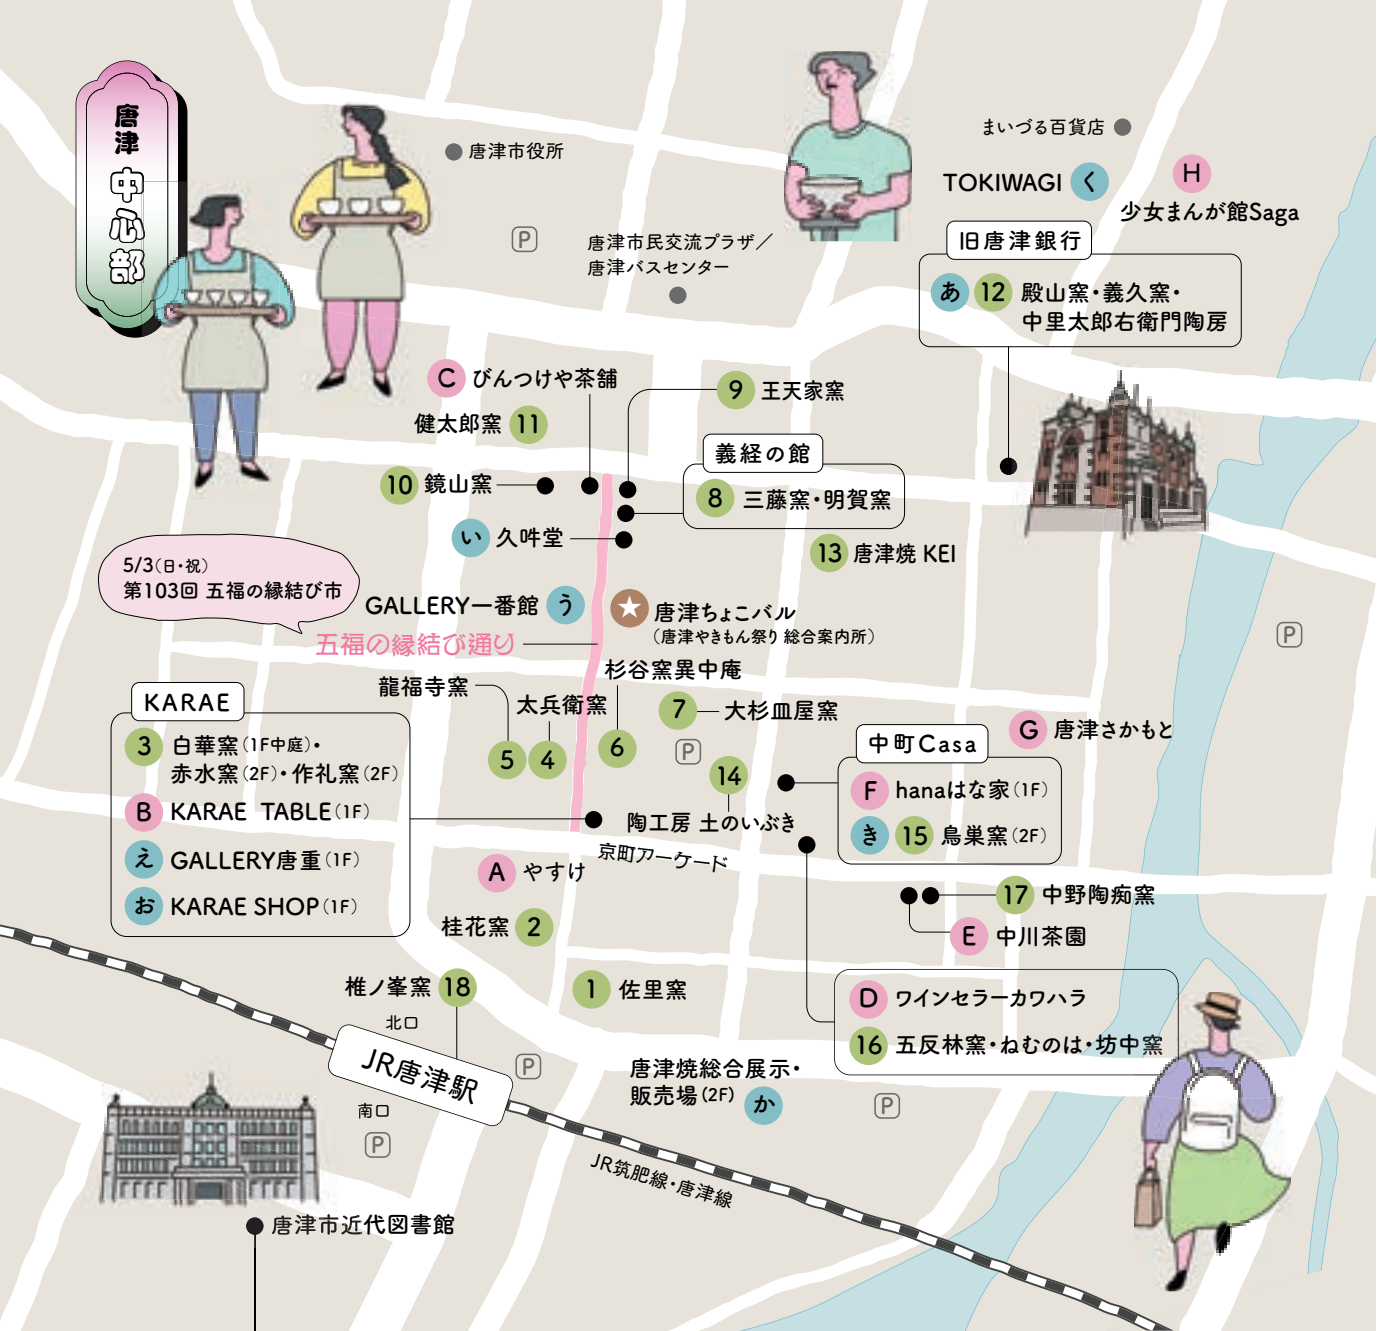 唐津
中心部
唐津市役所
まいづる百貨店
TOKIWAGI く
H
少女まんが館Saga
P
唐津市民交流プラザ／
唐津バスセンター
旧唐津銀行
あ 12 殿山窯・義久窯・
中里太郎右衛門陶房
C びんつけや茶舗
9 王天家窯
健太郎窯 11
義経の館
10 鏡山窯
8 三藤窯・明賀窯
い 久吽堂
13 唐津焼 KEI
5/3（日・祝）
第103回 五福の縁結び市
GALLERY一番館 う
★ 唐津ちょこバル
（唐津やきもん祭り 総合案内所）
P
五福の縁結び通り
杉谷窯異中庵
龍福寺窯
太兵衛窯
KARAE
7 大杉皿屋窯
G 唐津さかもと
3 白華窯（1F中庭）・
赤水窯（2F）・作礼窯（2F）
5 4 6
P
中町Casa
14
F hanaはな家（1F）
B KARAE TABLE（1F）
陶工房 土のいぶき
き 15 鳥巣窯（2F）
え GALLERY唐重（1F）
京町アーケード
A やすけ
お KARAE SHOP（1F）
17 中野陶痴窯
桂花窯 2
E 中川茶園
椎ノ峯窯 18
1 佐里窯
D ワインセラーカワハラ
北口
16 五反林窯・ねむのは・坊中窯
JR唐津駅
P
唐津焼総合展示・
販売場（2F） か
P
南口
P
JR筑肥線・唐津線
唐津市近代図書館